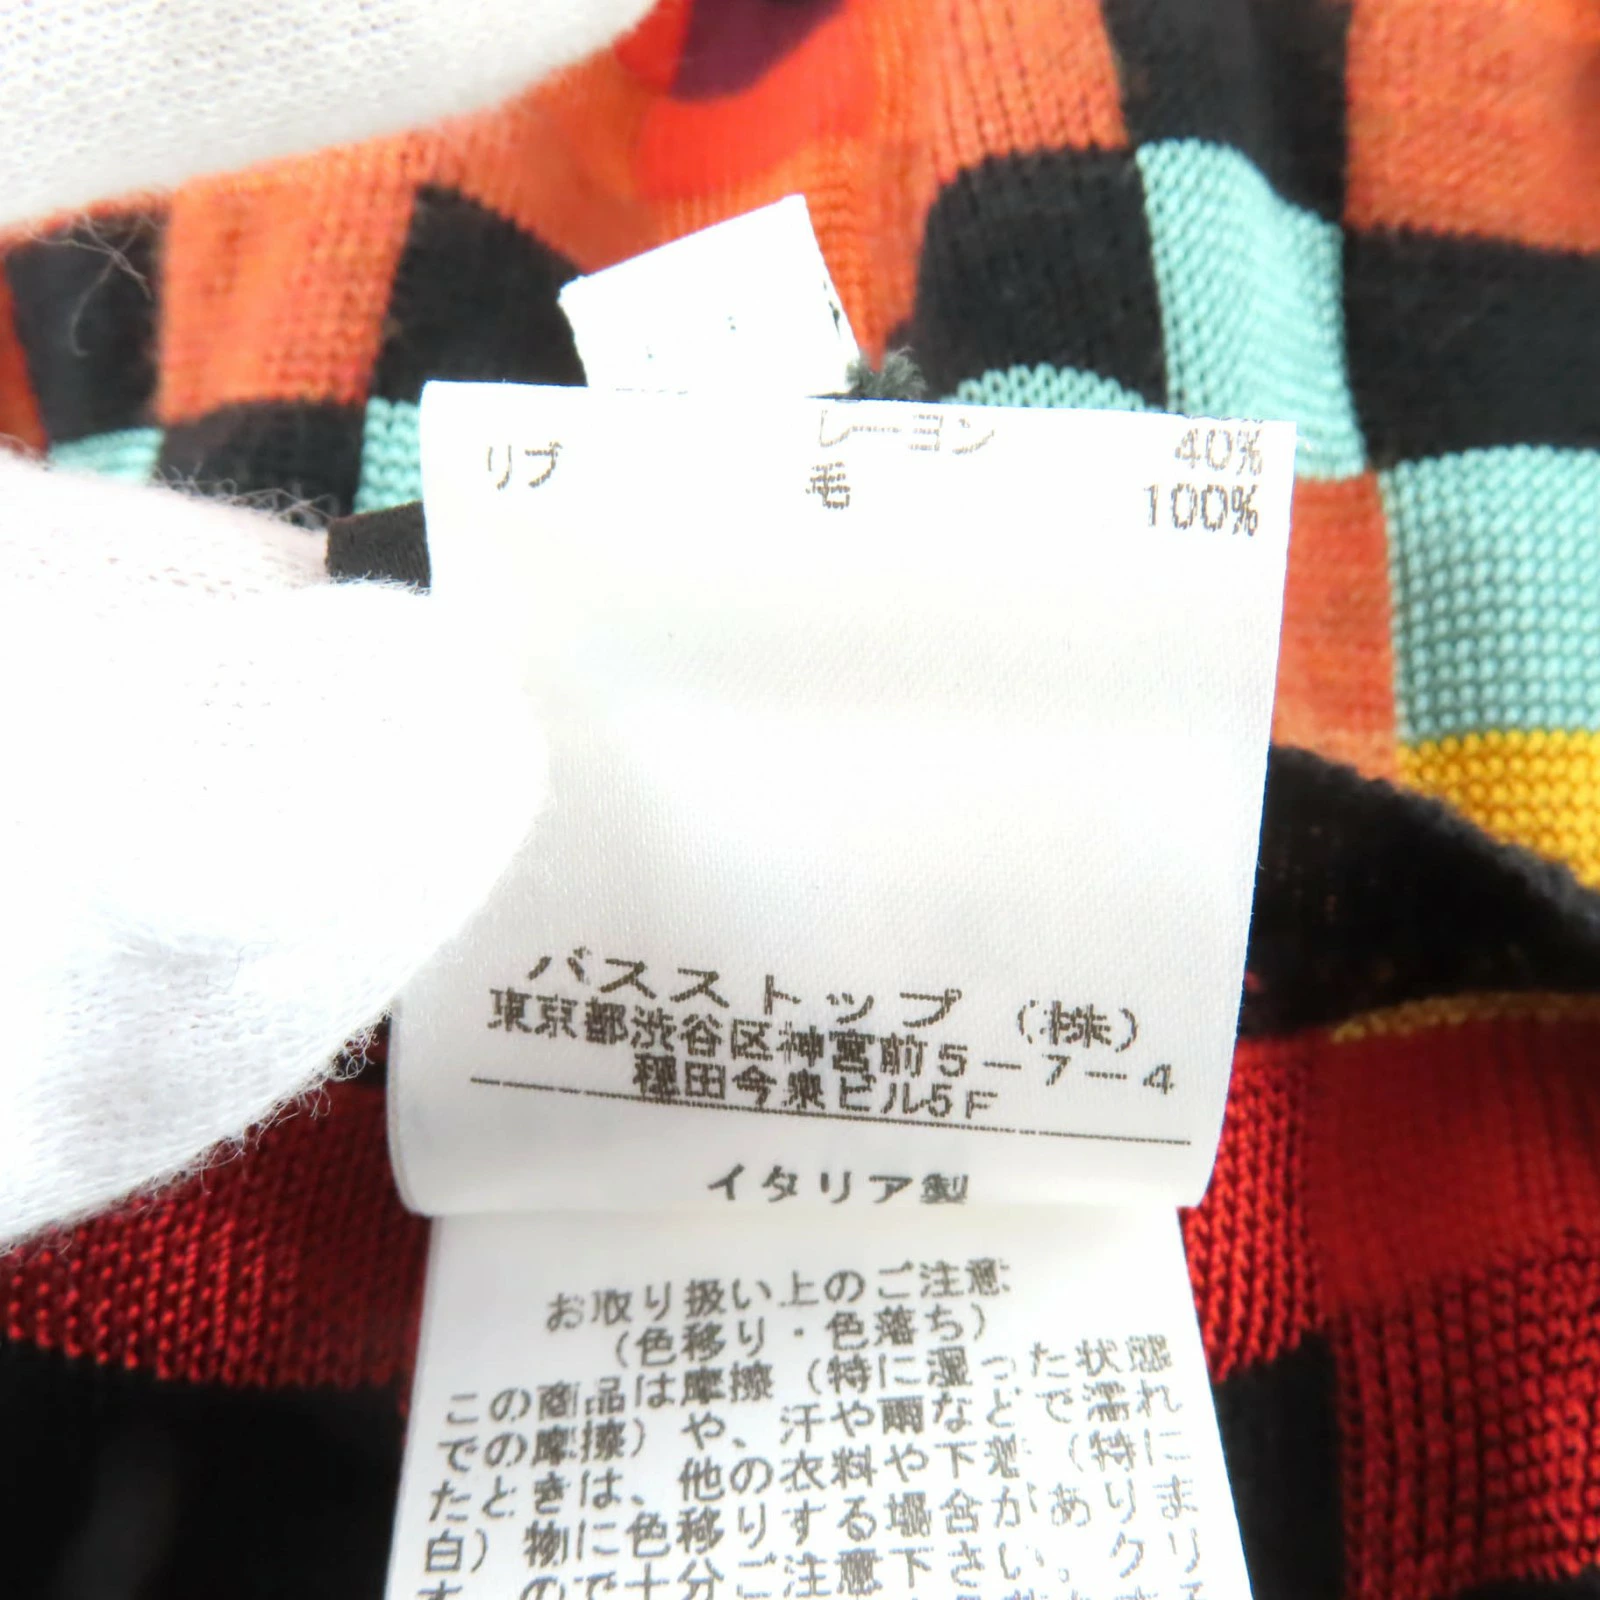 レーヨン 40%
リブ 毛 100%
バスストップ (株)
東京都渋谷区神宮前5-7-4
穏田今泉ビル5F
イタリア製
お取り扱い上のご注意
(色移り・色落ち)
この商品は摩擦(特に湿った状態
での摩擦)や、汗や雨などで濡れ
たときは、他の衣料や下着(特に
白)物に色移りする場合がありま
す。ので十分ご注意下さい。クリ